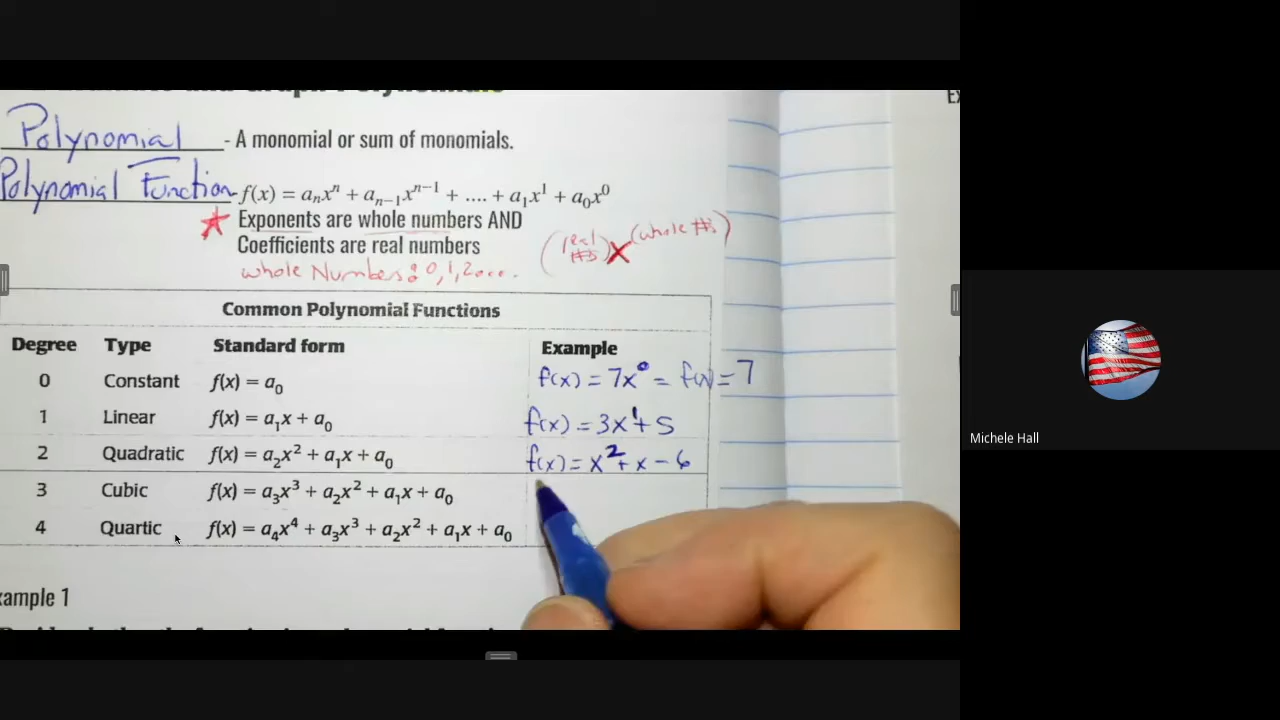 Polynomial - A monomial or sum of monomials.
Polynomial Function f(x) = aₙxⁿ + aₙ₋₁xⁿ⁻¹ + .... + a₁x¹ + a₀x⁰
Exponents are whole numbers AND
Coefficients are real numbers
(real #s) x (whole #s)
whole Numbers: 0, 1, 2....
Common Polynomial Functions
Degree Type Standard form Example
0 Constant f(x) = a₀ f(x) = 7x⁰ = f(x) = 7
1 Linear f(x) = a₁x + a₀ f(x) = 3x¹ + 5
2 Quadratic f(x) = a₂x² + a₁x + a₀ f(x) = x² + x - 6
3 Cubic f(x) = a₃x³ + a₂x² + a₁x + a₀
4 Quartic f(x) = a₄x⁴ + a₃x³ + a₂x² + a₁x + a₀
ample 1
Michele Hall